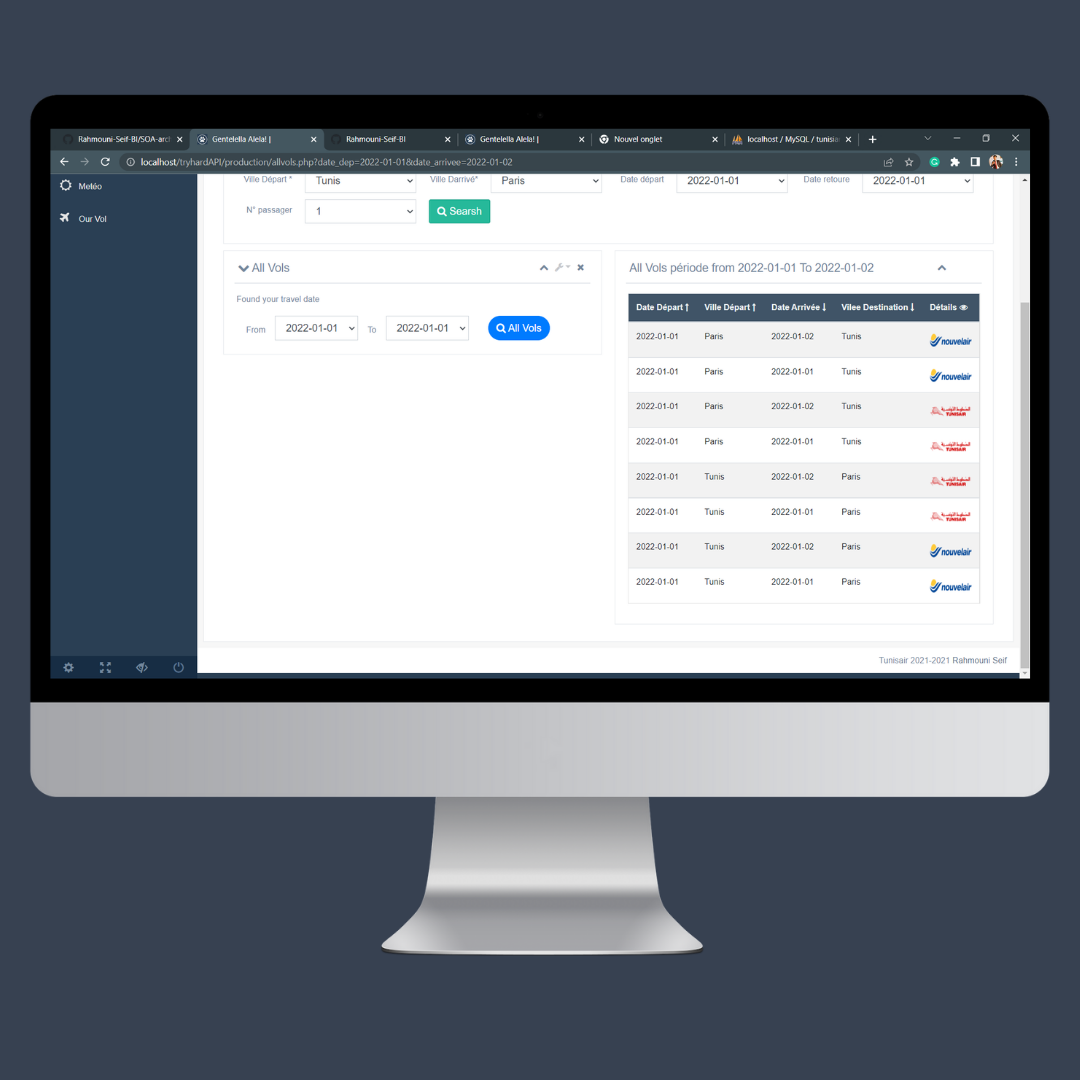 Rahmouni-Seif-BI/SOA-arcl
Gentelella Alela! |
Rahmouni-Seif-BI
Gentelella Alela! |
Nouvel onglet
localhost / MySQL / tunisia
localhost/tryhardAPI/production/allvols.php?date_dep=2022-01-01&date_arrivee=2022-01-02
Metéo
Our Vol
Ville Départ * Tunis Ville Darrivé* Paris Date départ 2022-01-01 Date retoure 2022-01-01
N° passager 1 Searsh
All Vols
Found your travel date
From 2022-01-01 To 2022-01-01 All Vols
All Vols période from 2022-01-01 To 2022-01-02
Date Départ Ville Départ Date Arrivée Vilee Destination Détails
2022-01-01 Paris 2022-01-02 Tunis nouvelair
2022-01-01 Paris 2022-01-01 Tunis nouvelair
2022-01-01 Paris 2022-01-02 Tunis TUNISAIR
2022-01-01 Paris 2022-01-01 Tunis TUNISAIR
2022-01-01 Tunis 2022-01-02 Paris TUNISAIR
2022-01-01 Tunis 2022-01-01 Paris TUNISAIR
2022-01-01 Tunis 2022-01-02 Paris nouvelair
2022-01-01 Tunis 2022-01-01 Paris nouvelair
Tunisair 2021-2021 Rahmouni Seif